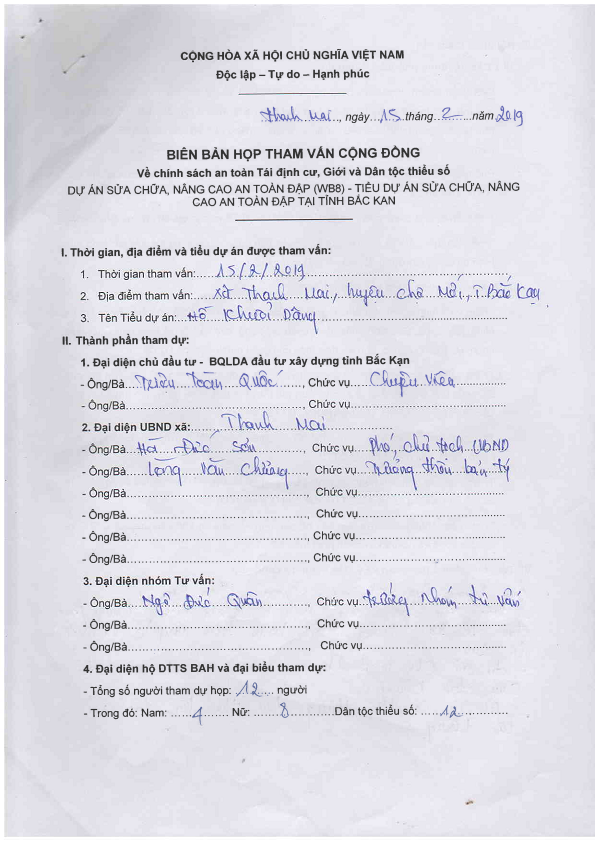 CỘNG HÒA XÃ HỘI CHỦ NGHĨA VIỆT NAM
Độc lập – Tự do – Hạnh phúc
Thanh Mai, ngày 15 tháng 2 năm 2019
BIÊN BẢN HỌP THAM VẤN CỘNG ĐỒNG
Về chính sách an toàn Tái định cư, Giới và Dân tộc thiểu số
DỰ ÁN SỬA CHỮA, NÂNG CAO AN TOÀN ĐẬP (WB8) - TIỂU DỰ ÁN SỬA CHỮA, NÂNG
CAO AN TOÀN ĐẬP TẠI TỈNH BẮC KẠN
I. Thời gian, địa điểm và tiểu dự án được tham vấn:
1. Thời gian tham vấn: 15/2/2019
2. Địa điểm tham vấn: xã Thanh Mai, huyện Chợ Mới, T. Bắc Kạn
3. Tên Tiểu dự án: Hồ Khuổi Dâng
II. Thành phần tham dự:
1. Đại diện chủ đầu tư - BQLDA đầu tư xây dựng tỉnh Bắc Kạn
- Ông/Bà Triệu Toàn Quốc, Chức vụ Chuyên viên
- Ông/Bà, Chức vụ
2. Đại diện UBND xã: Thanh Mai
- Ông/Bà Hà Đức Sơn, Chức vụ Phó, chủ tịch UBND
- Ông/Bà Văn, Chức vụ Trưởng thôn bản Tý
- Ông/Bà, Chức vụ
- Ông/Bà, Chức vụ
- Ông/Bà, Chức vụ
- Ông/Bà, Chức vụ
3. Đại diện nhóm Tư vấn:
- Ông/Bà Ngô Đức Quân, Chức vụ Trưởng nhóm tư vấn
- Ông/Bà, Chức vụ
- Ông/Bà, Chức vụ
4. Đại diện hộ DTTS BAH và đại biểu tham dự:
- Tổng số người tham dự họp: 12 người
- Trong đó: Nam: 4 Nữ: 8 Dân tộc thiểu số: 12